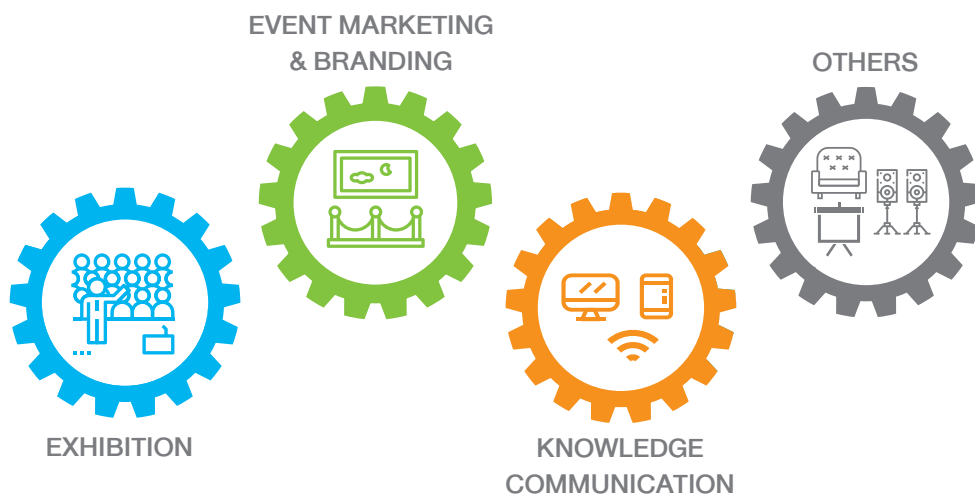 EVENT MARKETING
& BRANDING
OTHERS
EXHIBITION
KNOWLEDGE
COMMUNICATION